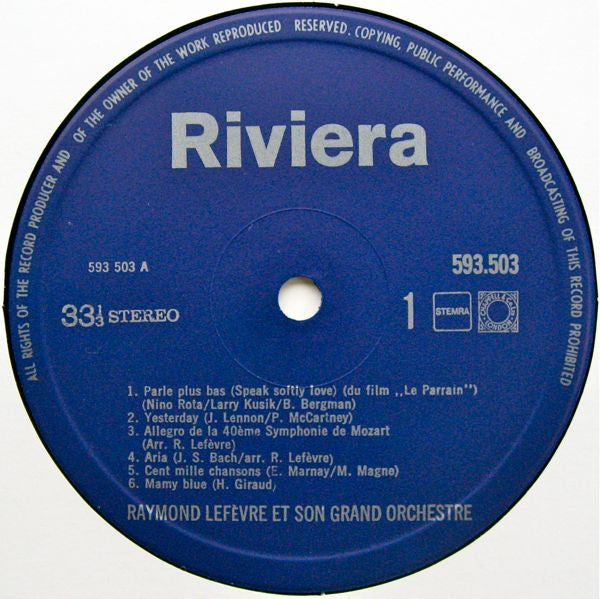 ALL RIGHTS OF THE RECORD PRODUCER AND OF THE OWNER OF THE WORK REPRODUCED RESERVED. COPYING, PUBLIC PERFORMANCE AND BROADCASTING OF THIS RECORD PROHIBITED
Riviera
593 503 A
593.503
33⅓ STEREO
1
STEMRA
LONDON
1. Parle plus bas (Speak softly love) (du film „Le Parrain")
(Nino Rota/Larry Kusik/B. Bergman)
2. Yesterday (J. Lennon/P. McCartney)
3. Allegro de la 40ème Symphonie de Mozart
(Arr. R. Lefèvre)
4. Aria (J. S. Bach/arr. R. Lefèvre)
5. Cent mille chansons (E. Marnay/M. Magne)
6. Mamy blue (H. Giraud)
RAYMOND LEFÈVRE ET SON GRAND ORCHESTRE